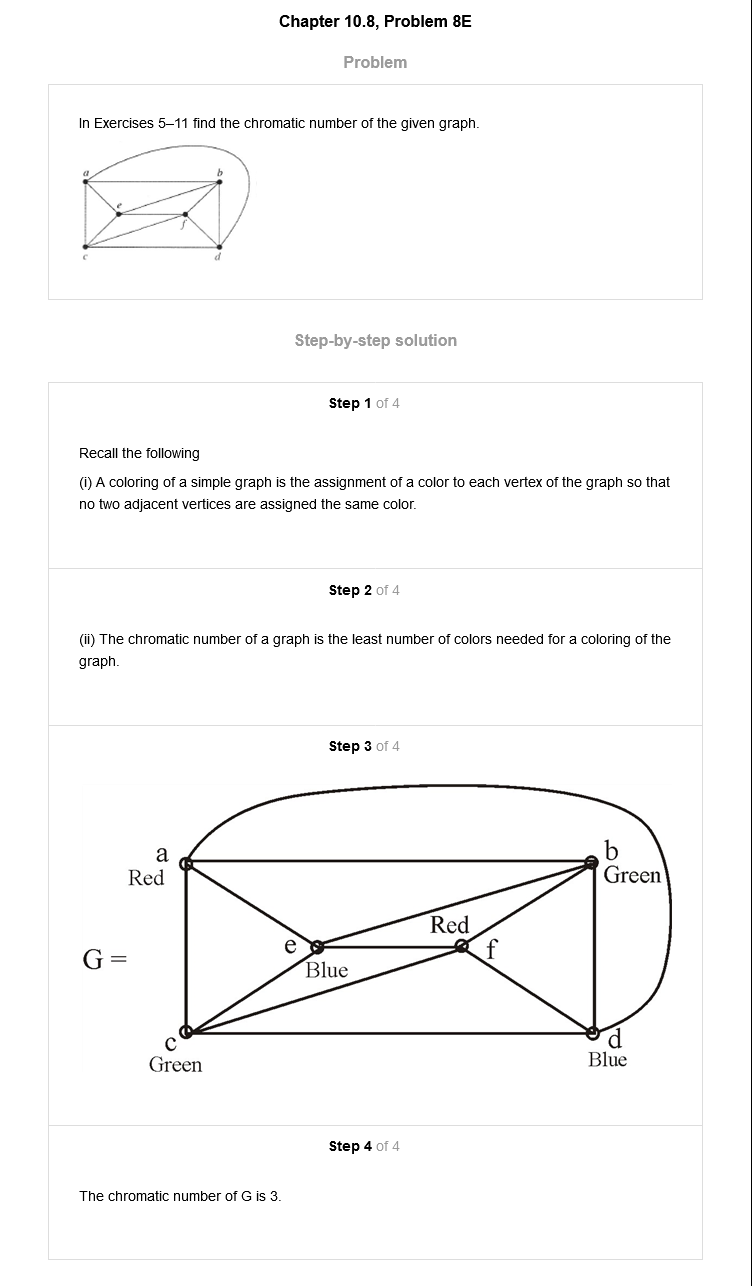 Chapter 10.8, Problem 8E
Problem
In Exercises 5–11 find the chromatic number of the given graph.
a
b
e
f
c
d
Step-by-step solution
Step 1 of 4
Recall the following
(i) A coloring of a simple graph is the assignment of a color to each vertex of the graph so that
no two adjacent vertices are assigned the same color.
Step 2 of 4
(ii) The chromatic number of a graph is the least number of colors needed for a coloring of the
graph.
Step 3 of 4
a
b
Red
Green
Red
e
f
G =
Blue
c
d
Green
Blue
Step 4 of 4
The chromatic number of G is 3.